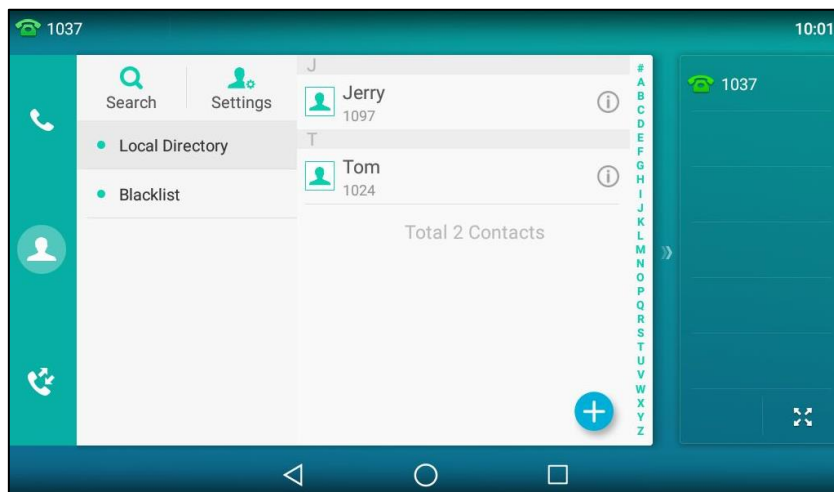 1037
10:01
Search
Settings
Local Directory
Blacklist
J
Jerry
1097
T
Tom
1024
Total 2 Contacts
#
A
B
C
D
E
F
G
H
I
J
K
L
M
N
O
P
Q
R
S
T
U
V
W
X
Y
Z
1037